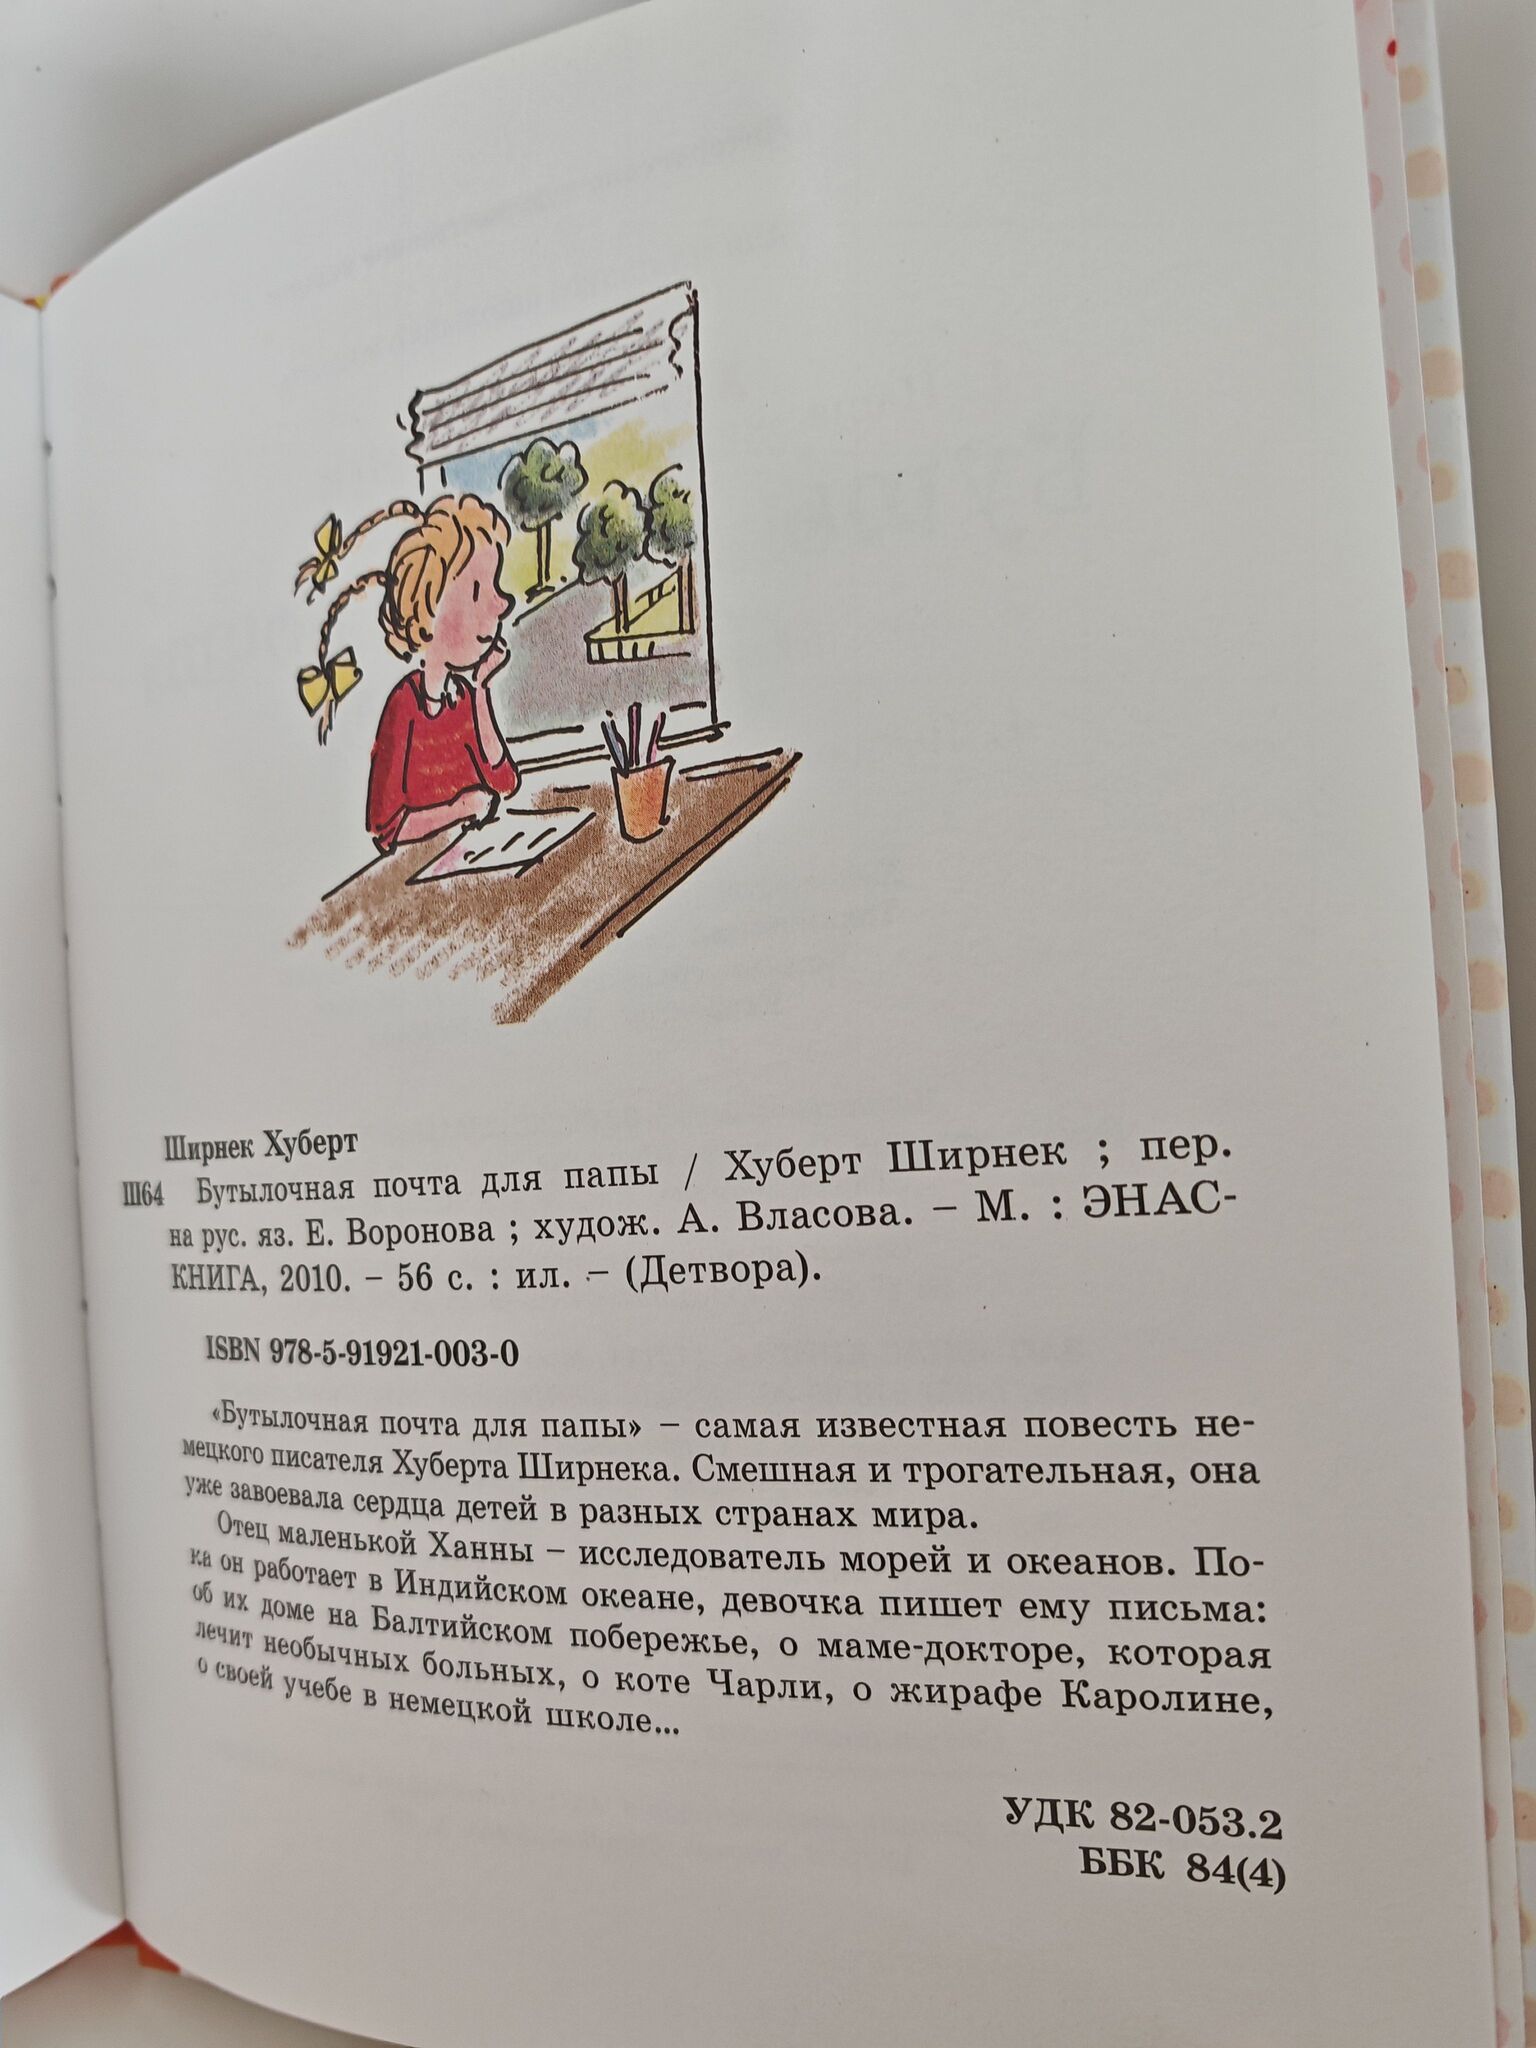 Ширнек Хуберт
Ш64 Бутылочная почта для папы / Хуберт Ширнек ; пер.
на рус. яз. Е. Воронова ; худож. А. Власова. – М. : ЭНАС-
КНИГА, 2010. – 56 с. : ил. – (Детвора).
ISBN 978-5-91921-003-0
«Бутылочная почта для папы» – самая известная повесть не-
мецкого писателя Хуберта Ширнека. Смешная и трогательная, она
уже завоевала сердца детей в разных странах мира.
Отец маленькой Ханны – исследователь морей и океанов. По-
ка он работает в Индийском океане, девочка пишет ему письма:
об их доме на Балтийском побережье, о маме-докторе, которая
лечит необычных больных, о коте Чарли, о жирафе Каролине,
о своей учебе в немецкой школе...
УДК 82-053.2
ББК 84(4)